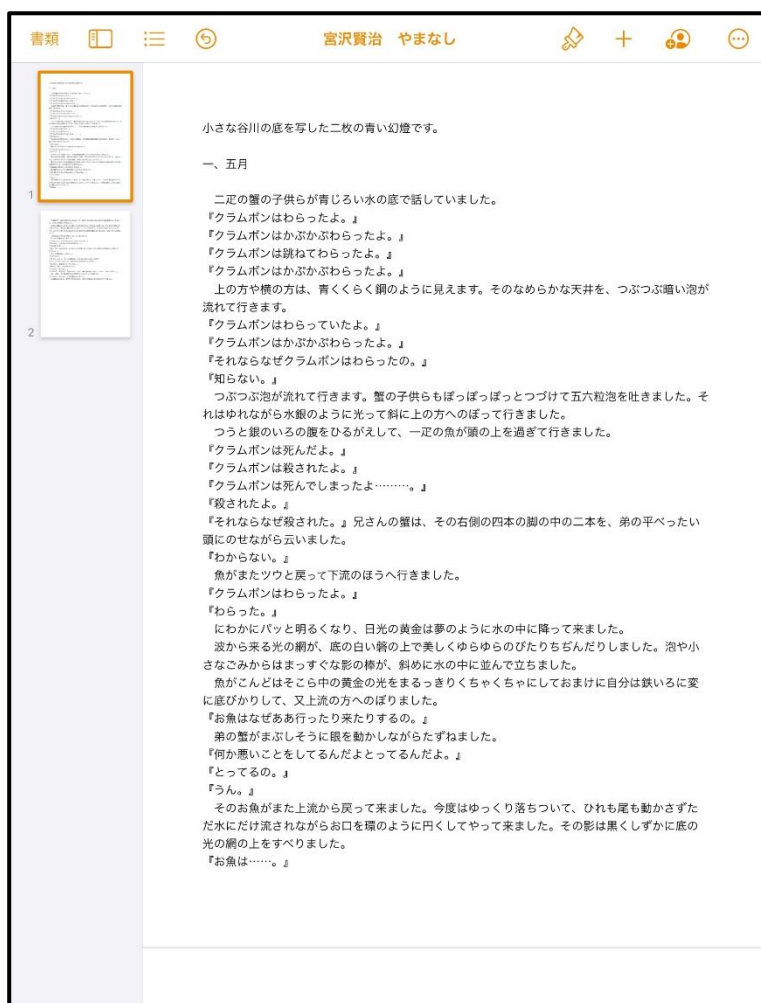 書類
宮沢賢治　やまなし
1
2
小さな谷川の底を写した二枚の青い幻燈です。
一、五月
　二疋の蟹の子供らが青じろい水の底で話していました。
『クラムボンはわらったよ。』
『クラムボンはかぷかぷわらったよ。』
『クラムボンは跳ねてわらったよ。』
『クラムボンはかぷかぷわらったよ。』
　上の方や横の方は、青くくらく鋼のように見えます。そのなめらかな天井を、つぶつぶ暗い泡が
流れて行きます。
『クラムボンはわらっていたよ。』
『クラムボンはかぷかぷわらったよ。』
『それならなぜクラムボンはわらったの。』
『知らない。』
　つぶつぶ泡が流れて行きます。蟹の子供らもぽっぽっぽっとつづけて五六粒泡を吐きました。そ
れはゆれながら水銀のように光って斜に上の方へのぼって行きました。
　つうと銀のいろの腹をひるがえして、一疋の魚が頭の上を過ぎて行きました。
『クラムボンは死んだよ。』
『クラムボンは殺されたよ。』
『クラムボンは死んでしまったよ………。』
『殺されたよ。』
『それならなぜ殺された。』兄さんの蟹は、その右側の四本の脚の中の二本を、弟の平べったい
頭にのせながら云いました。
『わからない。』
　魚がまたツウと戻って下流のほうへ行きました。
『クラムボンはわらったよ。』
『わらった。』
　にわかにパッと明るくなり、日光の黄金は夢のように水の中に降って来ました。
　波から来る光の網が、底の白い磐の上で美しくゆらゆらのびたりちぢんだりしました。泡や小
さなごみからはまっすぐな影の棒が、斜めに水の中に並んで立ちました。
　魚がこんどはそこら中の黄金の光をまるっきりくちゃくちゃにしておまけに自分は鉄いろに変
に底びかりして、又上流の方へのぼりました。
『お魚はなぜああ行ったり来たりするの。』
　弟の蟹がまぶしそうに眼を動かしながらたずねました。
『何か悪いことをしてるんだよとってるんだよ。』
『とってるの。』
『うん。』
　そのお魚がまた上流から戻って来ました。今度はゆっくり落ちついて、ひれも尾も動かさずた
だ水にだけ流されながらお口を環のように円くしてやって来ました。その影は黒くしずかに底の
光の網の上をすべりました。
『お魚は……。』